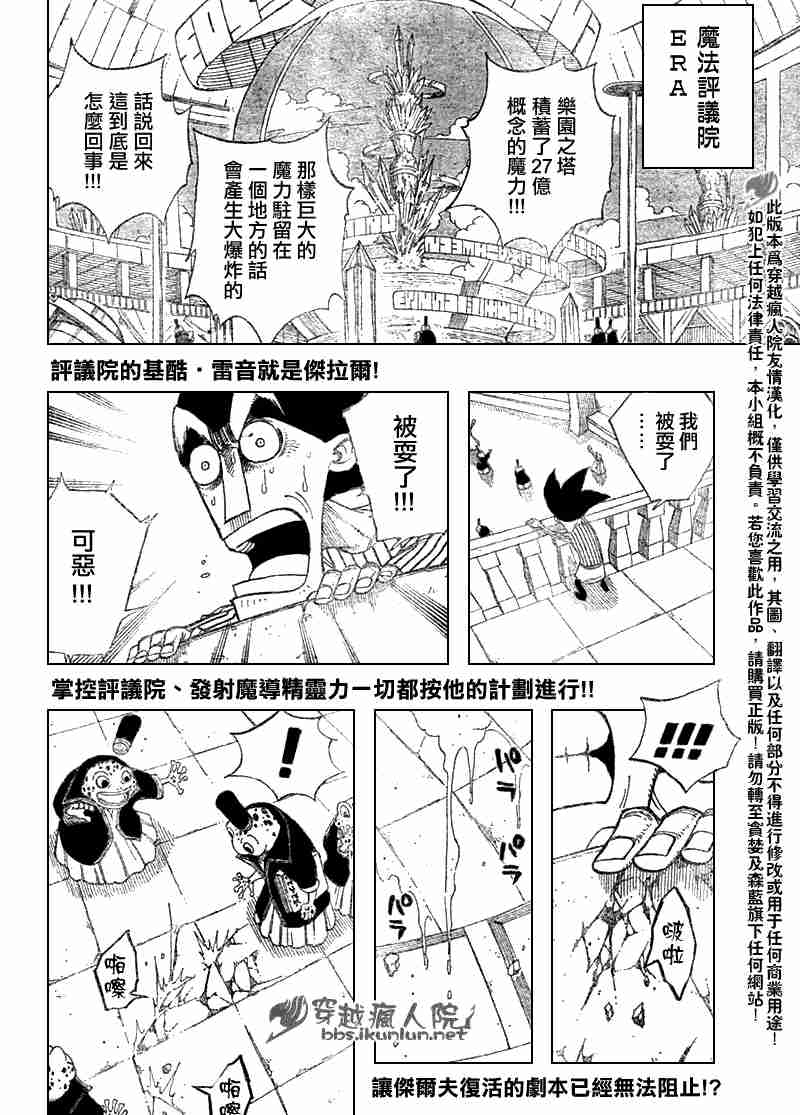 魔法評議院
ERA
樂園之塔
積蓄了27億
概念的魔力!!!
那樣巨大的
魔力駐留在
一個地方的話
會產生大爆炸的
話説回來
這到底是
怎麼回事!!!
評議院的基酷·雷音就是傑拉爾!
我們
被耍了
……
被耍了!!!
可惡!!!
掌控評議院、發射魔導精靈力一切都按他的計劃進行!!
!!!
啵啦
パラ
パラ
!
啪嚓
啪嚓
穿越瘋人院
bbs.ikunlun.net
讓傑爾夫復活的劇本已經無法阻止!?
此版本爲穿越瘋人院友情漢化，僅供學習交流之用，其圖、翻譯以及任何部分不得進行修改或用于任何商業用途！
如犯上任何法律責任，本小組概不負責。若您喜歡此作品，請購買正版！請勿轉至貪婪及森藍旗下任何網站！